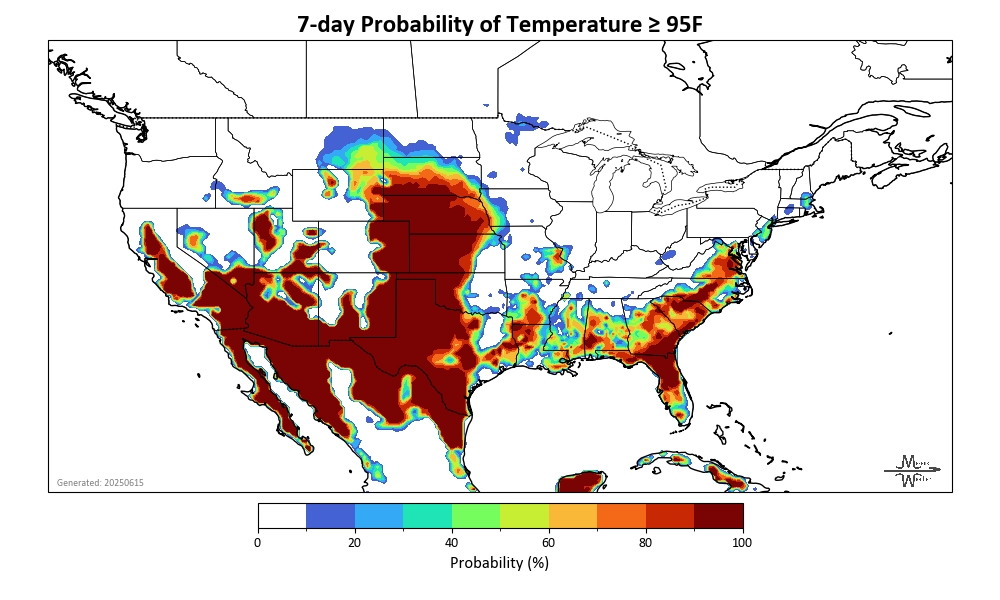 7-day Probability of Temperature ≥ 95F
Generated: 20250615
0 20 40 60 80 100
Probability (%)